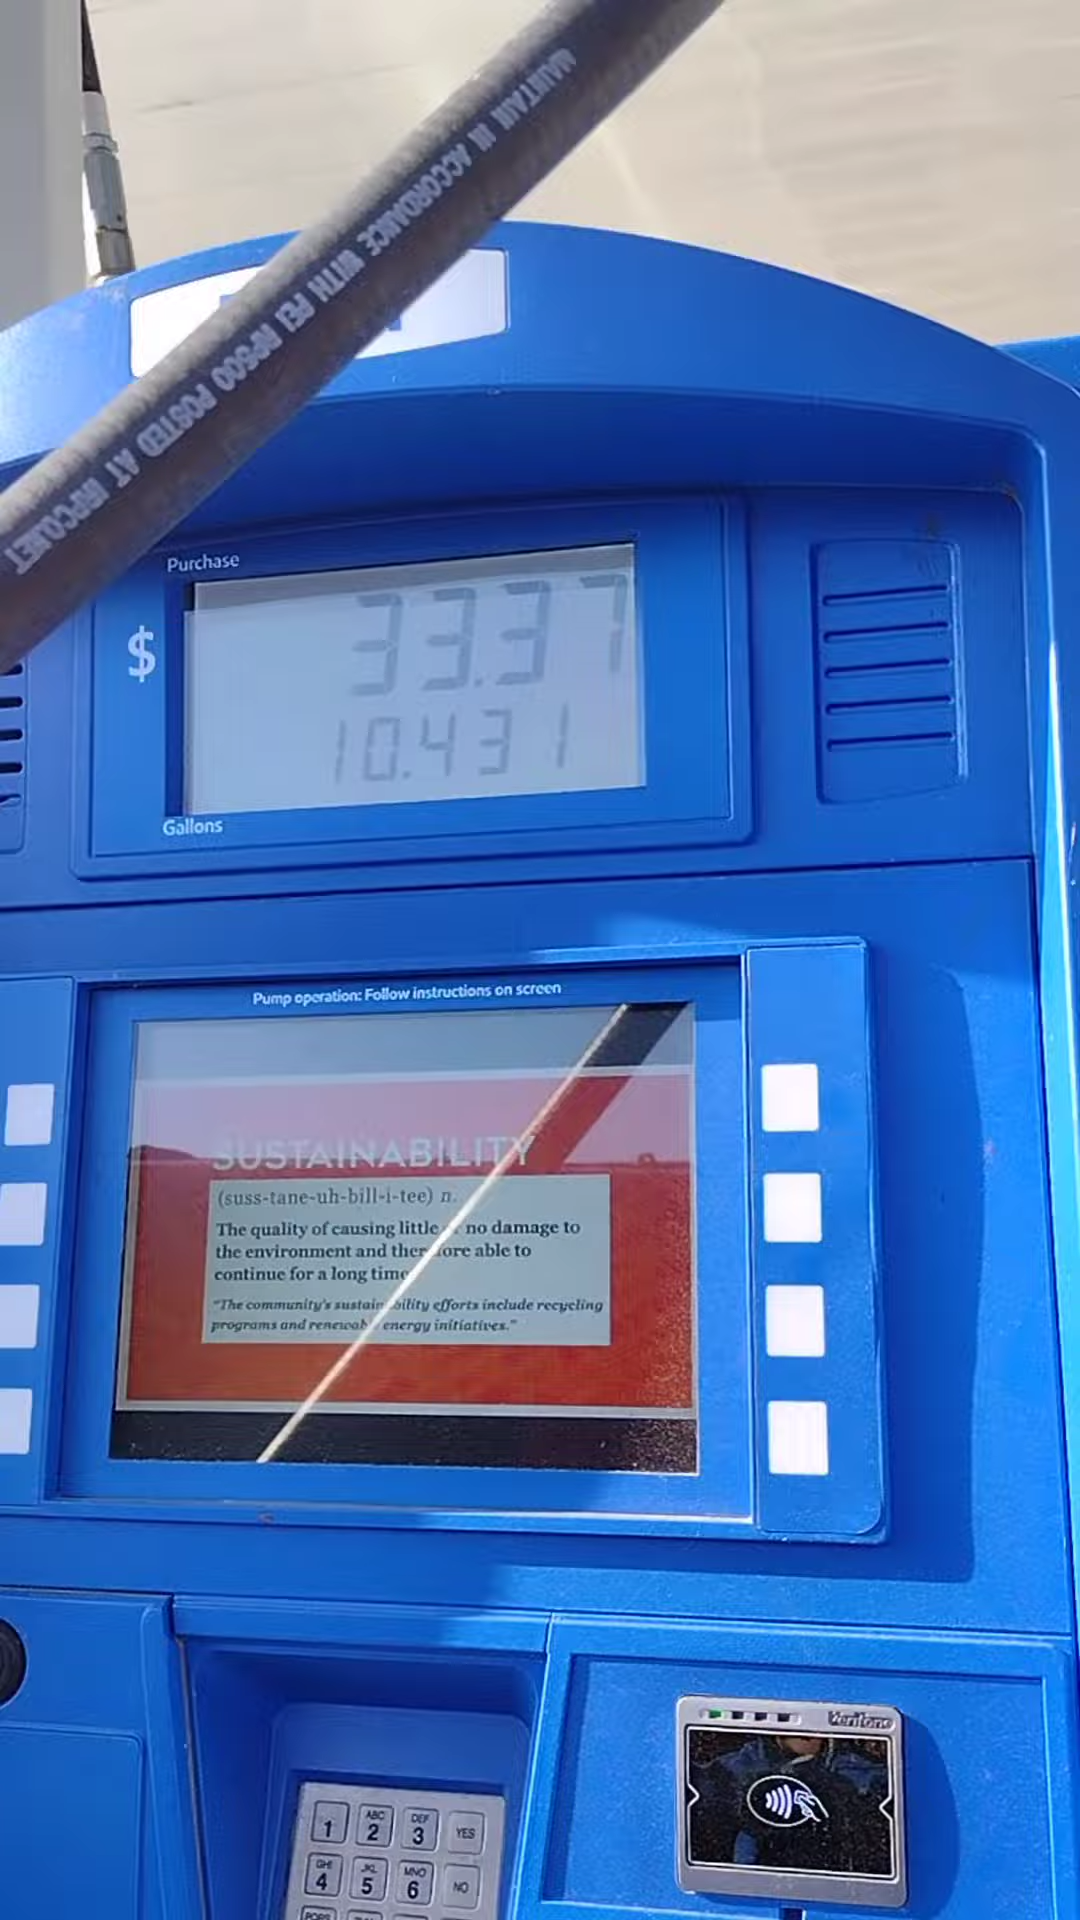 MAINTAIN IN ACCORDANCE WITH PEI RP500 POSTED AT
Purchase
$
33.37
10.431
Gallons
Pump operation: Follow instructions on screen
SUSTAINABILITY
(suss-tane-uh-bill-i-tee) n.
The quality of causing little no damage to
the environment and therefore able to
continue for a long time
"The community's sustainability efforts include recycling
programs and renewable energy initiatives."
Verifone
1 ABC 2 DEF 3 YES
GHI 4 JKL 5 MNO 6 NO
PQRS